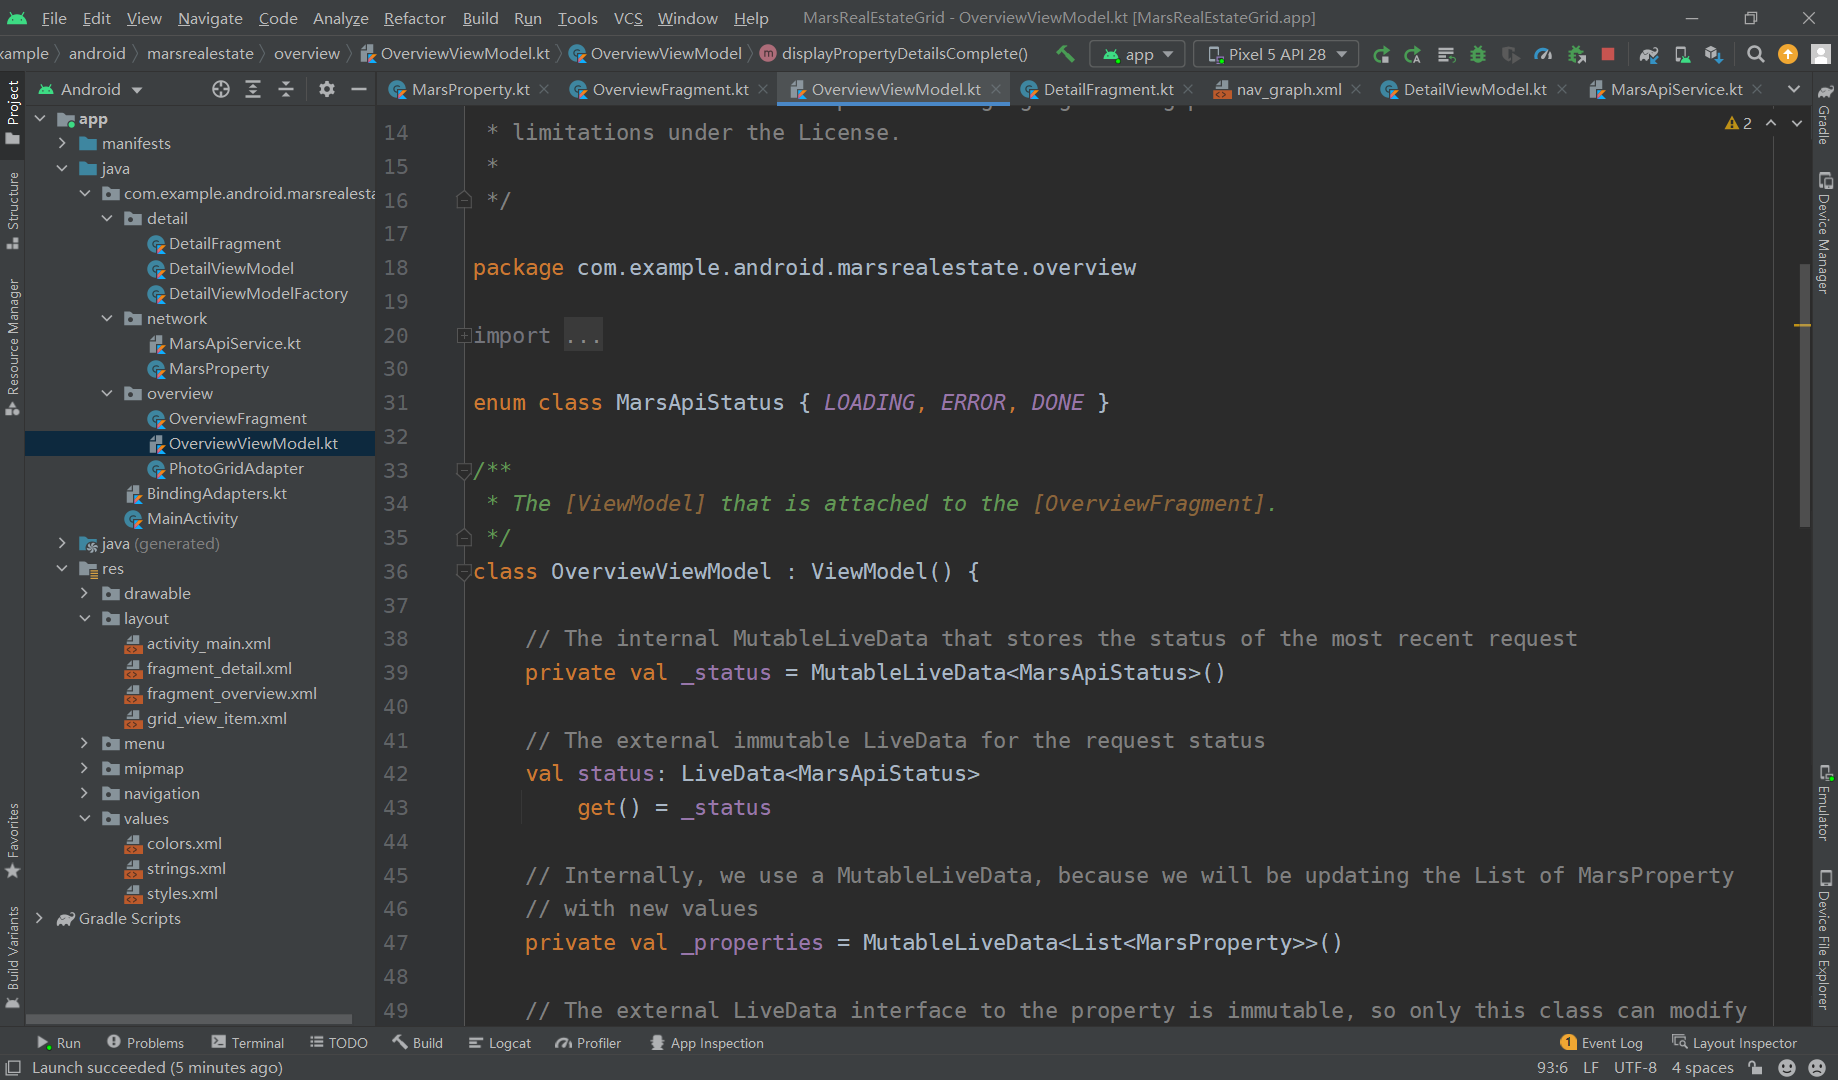 File Edit View Navigate Code Analyze Refactor Build Run Tools VCS Window Help MarsRealEstateGrid - OverviewViewModel.kt [MarsRealEstateGrid.app]
xample android marsrealestate overview OverviewViewModel.kt OverviewViewModel m displayPropertyDetailsComplete() app Pixel 5 API 28
Android
MarsProperty.kt OverviewFragment.kt OverviewViewModel.kt DetailFragment.kt nav_graph.xml DetailViewModel.kt MarsApiService.kt
Project
Structure
Resource Manager
Favorites
Build Variants
app
manifests
java
com.example.android.marsrealesta
detail
DetailFragment
DetailViewModel
DetailViewModelFactory
network
MarsApiService.kt
MarsProperty
overview
OverviewFragment
OverviewViewModel.kt
PhotoGridAdapter
BindingAdapters.kt
MainActivity
java (generated)
res
drawable
layout
activity_main.xml
fragment_detail.xml
fragment_overview.xml
grid_view_item.xml
menu
mipmap
navigation
values
colors.xml
strings.xml
styles.xml
Gradle Scripts
2
14 * limitations under the License.
15 *
16 */
17
18 package com.example.android.marsrealestate.overview
19
20 import ...
30
31 enum class MarsApiStatus { LOADING, ERROR, DONE }
32
33 /**
34 * The [ViewModel] that is attached to the [OverviewFragment].
35 */
36 class OverviewViewModel : ViewModel() {
37
38 // The internal MutableLiveData that stores the status of the most recent request
39 private val _status = MutableLiveData<MarsApiStatus>()
40
41 // The external immutable LiveData for the request status
42 val status: LiveData<MarsApiStatus>
43 get() = _status
44
45 // Internally, we use a MutableLiveData, because we will be updating the List of MarsProperty
46 // with new values
47 private val _properties = MutableLiveData<List<MarsProperty>>()
48
49 // The external LiveData interface to the property is immutable, so only this class can modify
Gradle
Device Manager
Emulator
Device File Explorer
Run Problems Terminal TODO Build Logcat Profiler App Inspection 1 Event Log Layout Inspector
Launch succeeded (5 minutes ago) 93:6 LF UTF-8 4 spaces